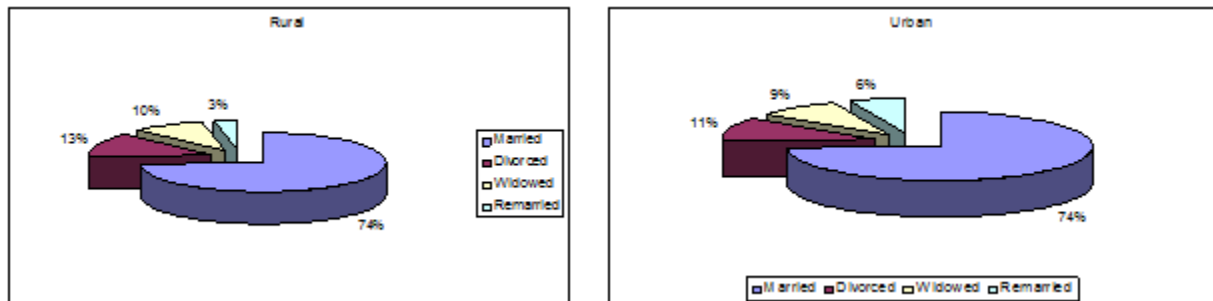 Rural
3%
10%
13%
74%
Married
Divorced
Widowed
Remarried
Urban
6%
9%
11%
74%
Married Divorced Widowed Remarried